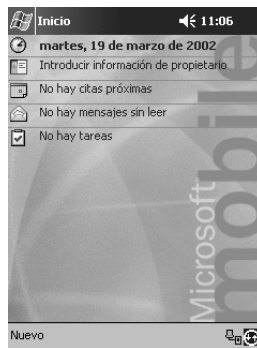 Inicio 11:06
martes, 19 de marzo de 2002
Introducir información de propietario
No hay citas próximas
No hay mensajes sin leer
No hay tareas
Microsoft
mobile
Nuevo